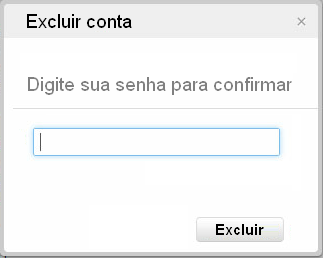 Excluir conta
Digite sua senha para confirmar
Excluir